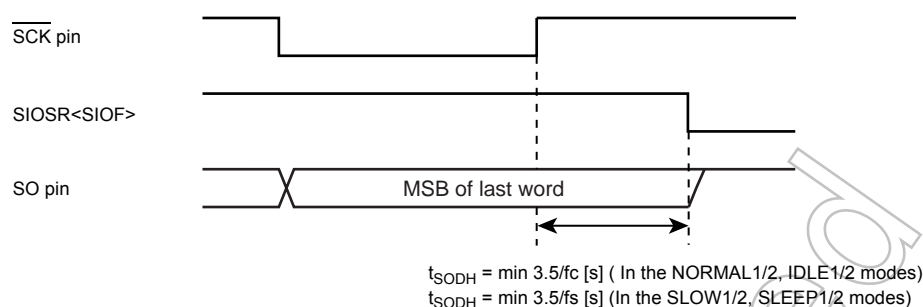 SCK pin
SIOSR<SIOF>
SO pin
MSB of last word
tSODH = min 3.5/fc [s] ( In the NORMAL1/2, IDLE1/2 modes)
tSODH = min 3.5/fs [s] (In the SLOW1/2, SLEEP1/2 modes)